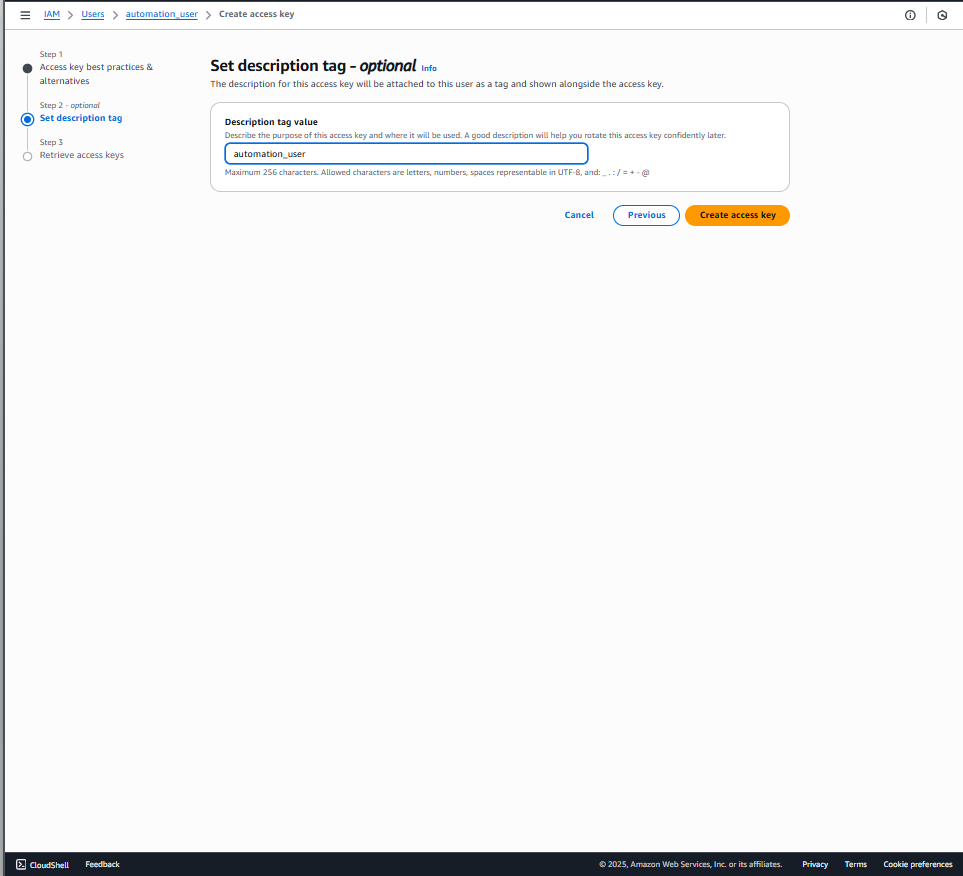 IAM > Users > automation_user > Create access key
Step 1
Access key best practices &
alternatives
Step 2 - optional
Set description tag
Step 3
Retrieve access keys
Set description tag - optional Info
The description for this access key will be attached to this user as a tag and shown alongside the access key.
Description tag value
Describe the purpose of this access key and where it will be used. A good description will help you rotate this access key confidently later.
automation_user
Maximum 256 characters. Allowed characters are letters, numbers, spaces representable in UTF-8, and: _ . : / = + - @
Cancel Previous Create access key
CloudShell Feedback © 2025, Amazon Web Services, Inc. or its affiliates. Privacy Terms Cookie preferences